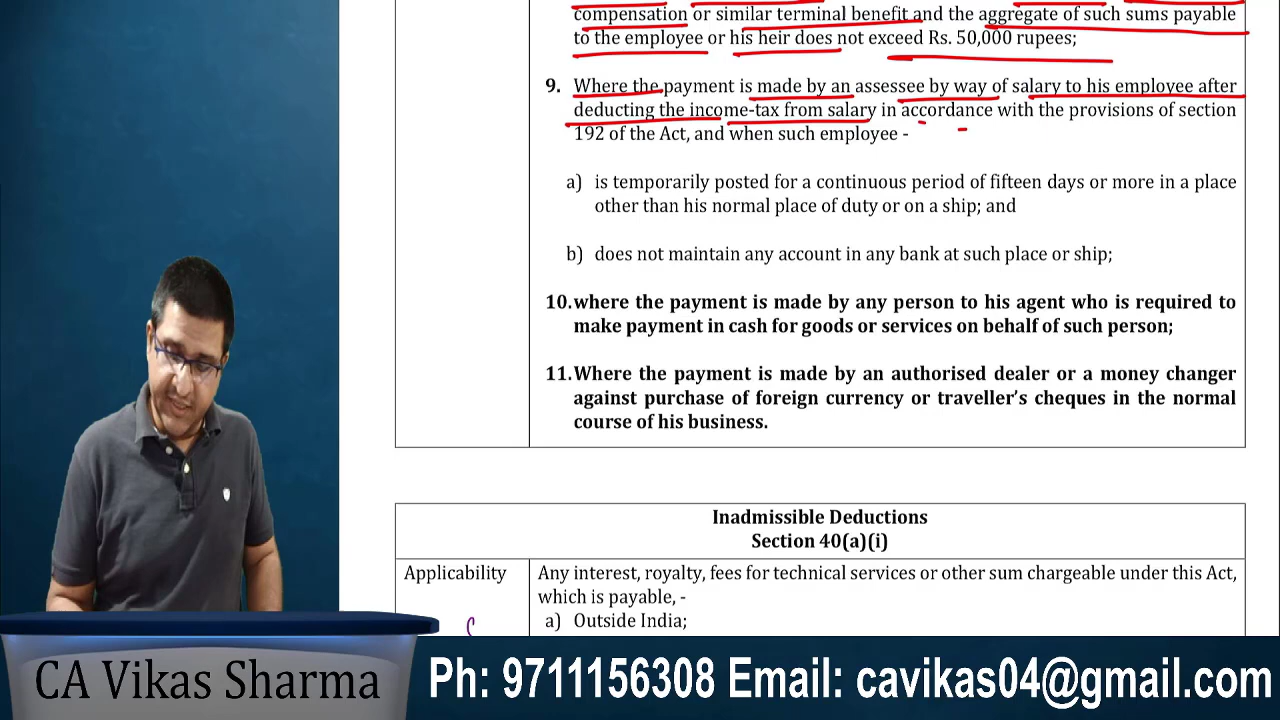 compensation or similar terminal benefit and the aggregate of such sums payable
to the employee or his heir does not exceed Rs. 50,000 rupees;
9. Where the payment is made by an assessee by way of salary to his employee after
deducting the income-tax from salary in accordance with the provisions of section
192 of the Act, and when such employee -
a) is temporarily posted for a continuous period of fifteen days or more in a place
other than his normal place of duty or on a ship; and
b) does not maintain any account in any bank at such place or ship;
10.where the payment is made by any person to his agent who is required to
make payment in cash for goods or services on behalf of such person;
11.Where the payment is made by an authorised dealer or a money changer
against purchase of foreign currency or traveller's cheques in the normal
course of his business.
Inadmissible Deductions
Section 40(a)(i)
Applicability
Any interest, royalty, fees for technical services or other sum chargeable under this Act,
which is payable, -
a) Outside India;
CA Vikas Sharma
Ph: 9711156308 Email: cavikas04@gmail.com